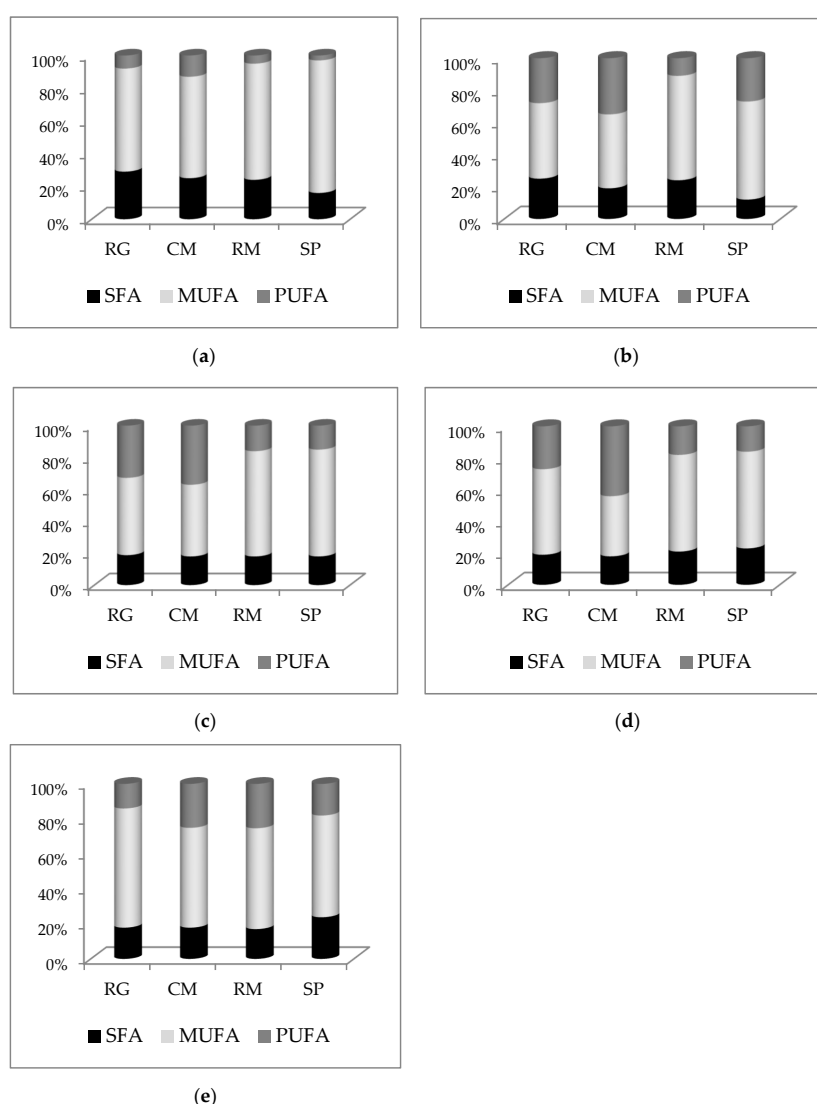 100%
80%
60%
40%
20%
0%
RG CM RM SP
SFA MUFA PUFA
(a)
100%
80%
60%
40%
20%
0%
RG CM RM SP
SFA MUFA PUFA
(b)
100%
80%
60%
40%
20%
0%
RG CM RM SP
SFA MUFA PUFA
(c)
100%
80%
60%
40%
20%
0%
RG CM RM SP
SFA MUFA PUFA
(d)
100%
80%
60%
40%
20%
0%
RG CM RM SP
SFA MUFA PUFA
(e)